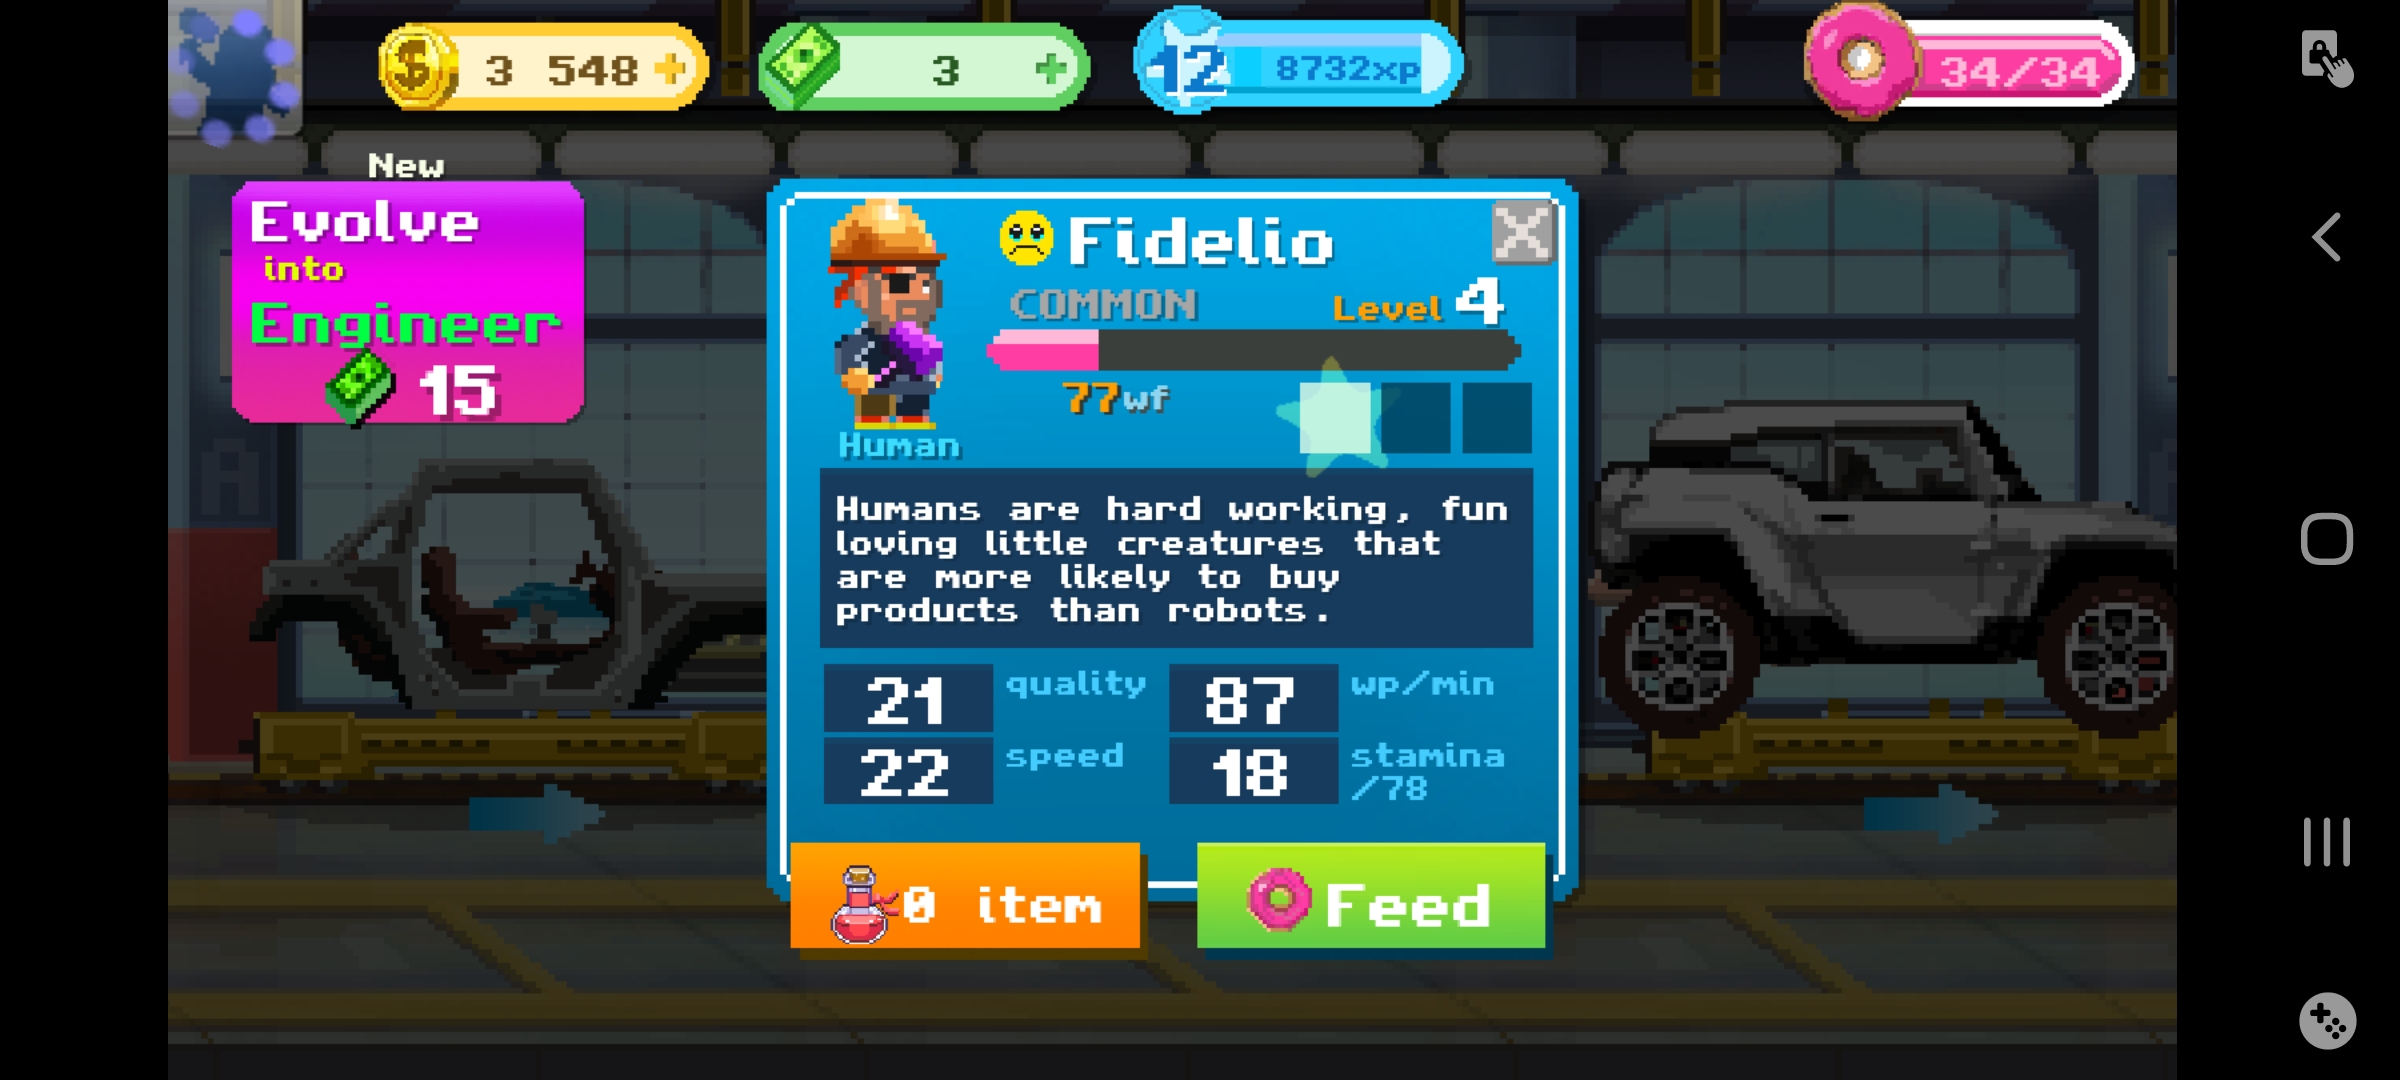 3 548 +
3 +
12 8732xp
34/34
New
Evolve
into
Engineer
15
Fidelio
COMMON
Level 4
77wf
Human
Humans are hard working, fun
loving little creatures that
are more likely to buy
products than robots.
21 quality
87 wp/min
22 speed
18 stamina
/78
0 item
Feed